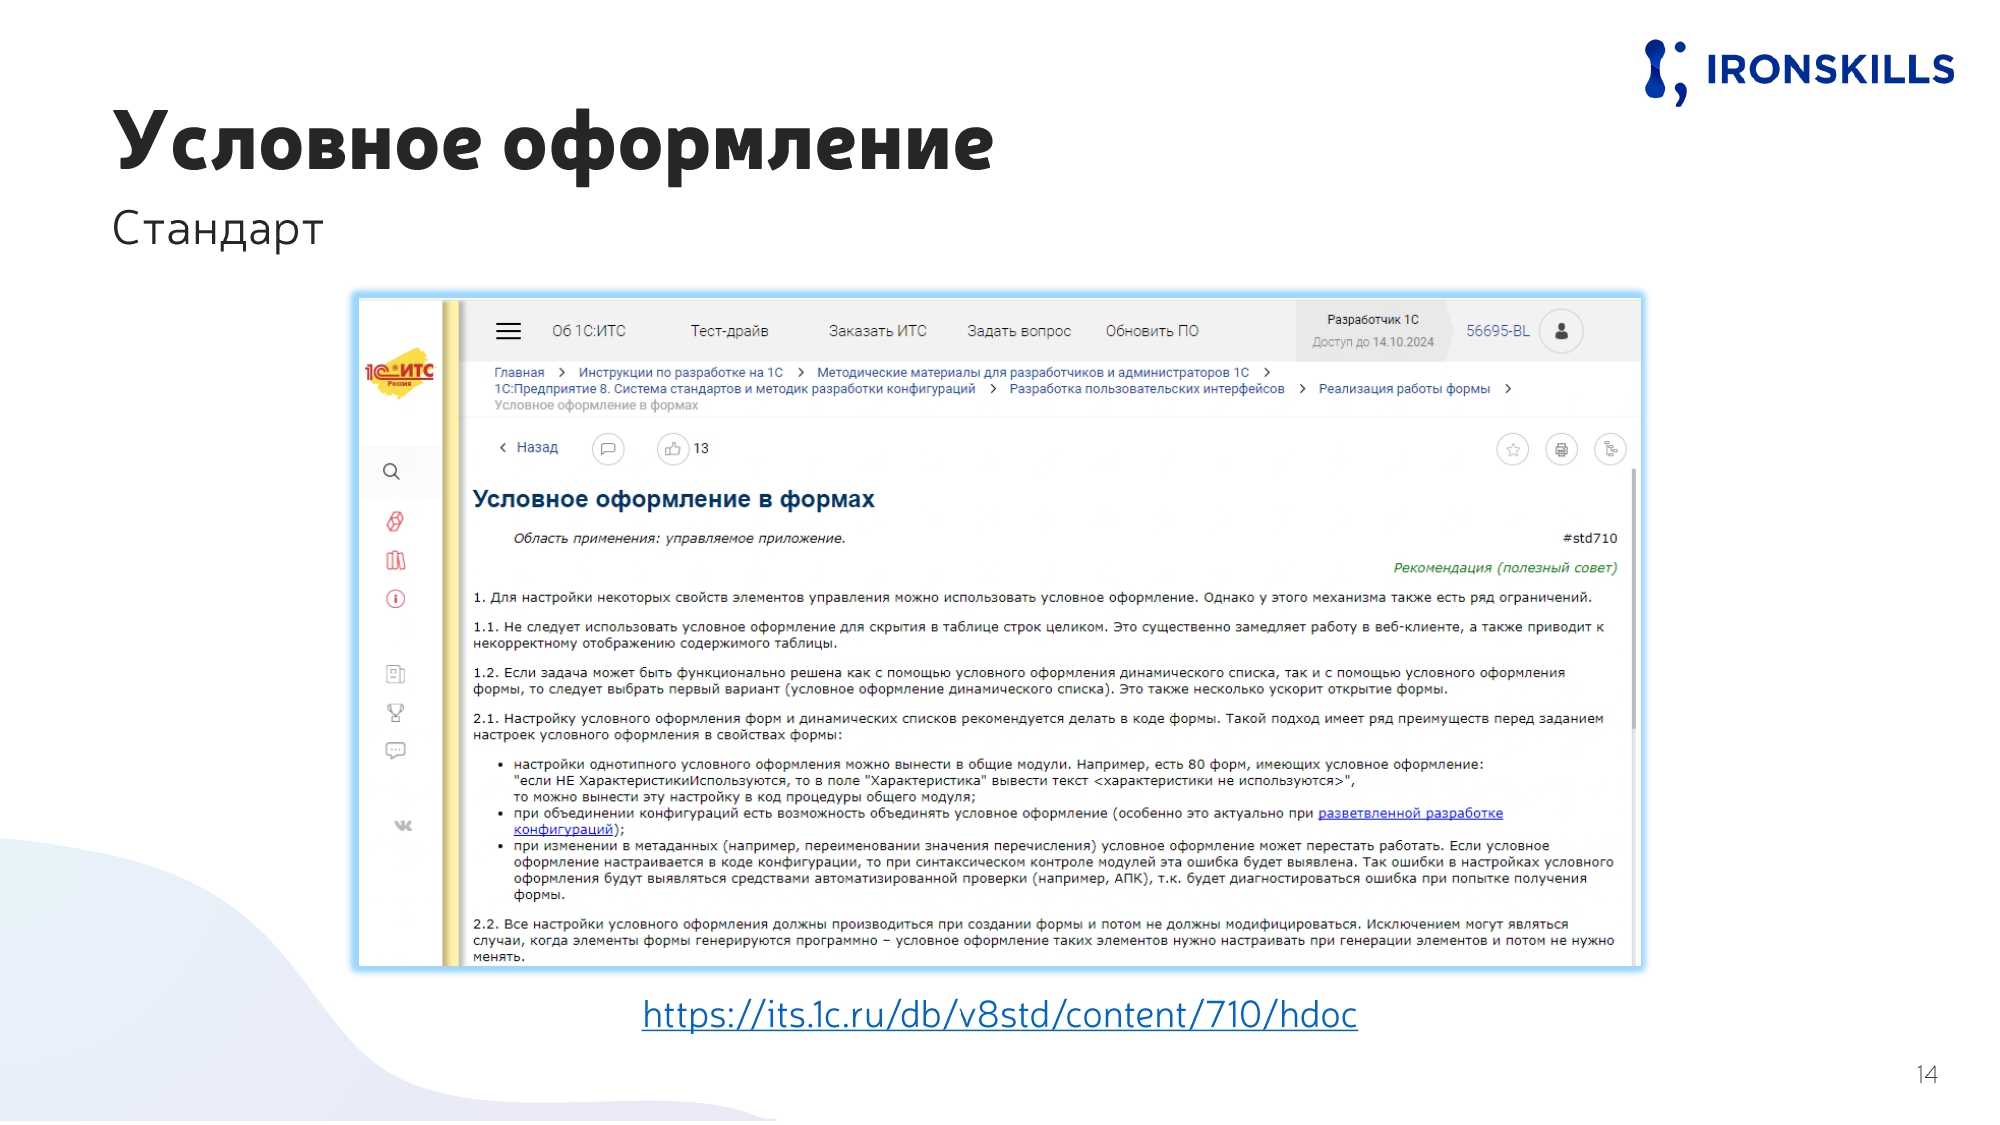 IRONSKILLS
Условное оформление
Стандарт
Об 1С:ИТС
Тест-драйв
Заказать ИТС
Задать вопрос
Обновить ПО
Разработчик 1С
Доступ до 14.10.2024
56695-BL
1С®ИТС
Россия
Главная > Инструкции по разработке на 1С > Методические материалы для разработчиков и администраторов 1С >
1С:Предприятие 8. Система стандартов и методик разработки конфигураций > Разработка пользовательских интерфейсов > Реализация работы формы >
Условное оформление в формах
Назад
13
Условное оформление в формах
Область применения: управляемое приложение.
#std710
Рекомендация (полезный совет)
1. Для настройки некоторых свойств элементов управления можно использовать условное оформление. Однако у этого механизма также есть ряд ограничений.
1.1. Не следует использовать условное оформление для скрытия в таблице строк целиком. Это существенно замедляет работу в веб-клиенте, а также приводит к
некорректному отображению содержимого таблицы.
1.2. Если задача может быть функционально решена как с помощью условного оформления динамического списка, так и с помощью условного оформления
формы, то следует выбрать первый вариант (условное оформление динамического списка). Это также несколько ускорит открытие формы.
2.1. Настройку условного оформления форм и динамических списков рекомендуется делать в коде формы. Такой подход имеет ряд преимуществ перед заданием
настроек условного оформления в свойствах формы:
• настройки однотипного условного оформления можно вынести в общие модули. Например, есть 80 форм, имеющих условное оформление:
"если НЕ ХарактеристикиИспользуются, то в поле "Характеристика" вывести текст <характеристики не используются>",
то можно вынести эту настройку в код процедуры общего модуля;
• при объединении конфигураций есть возможность объединять условное оформление (особенно это актуально при разветвленной разработке
конфигураций);
• при изменении в метаданных (например, переименовании значения перечисления) условное оформление может перестать работать. Если условное
оформление настраивается в коде конфигурации, то при синтаксическом контроле модулей эта ошибка будет выявлена. Так ошибки в настройках условного
оформления будут выявляться средствами автоматизированной проверки (например, АПК), т.к. будет диагностироваться ошибка при попытке получения
формы.
2.2. Все настройки условного оформления должны производиться при создании формы и потом не должны модифицироваться. Исключением могут являться
случаи, когда элементы формы генерируются программно – условное оформление таких элементов нужно настраивать при генерации элементов и потом не нужно
менять.
https://its.1c.ru/db/v8std/content/710/hdoc
14